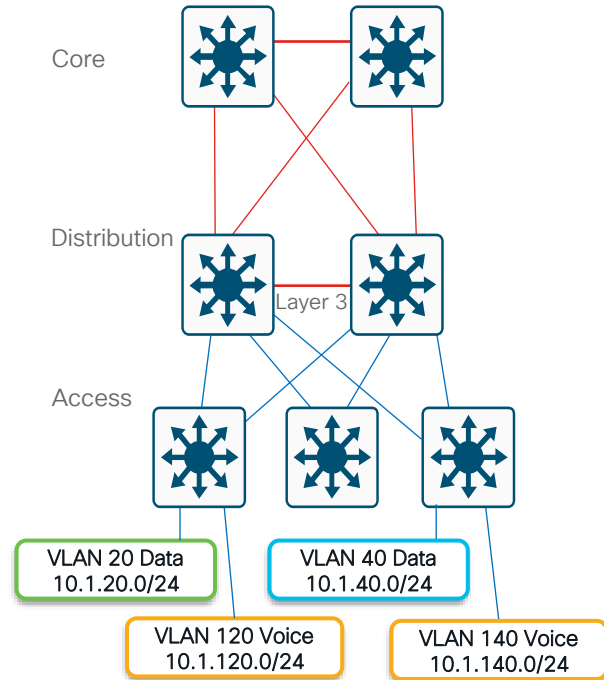 Core
Distribution
Layer 3
Access
VLAN 20 Data
10.1.20.0/24
VLAN 40 Data
10.1.40.0/24
VLAN 120 Voice
10.1.120.0/24
VLAN 140 Voice
10.1.140.0/24